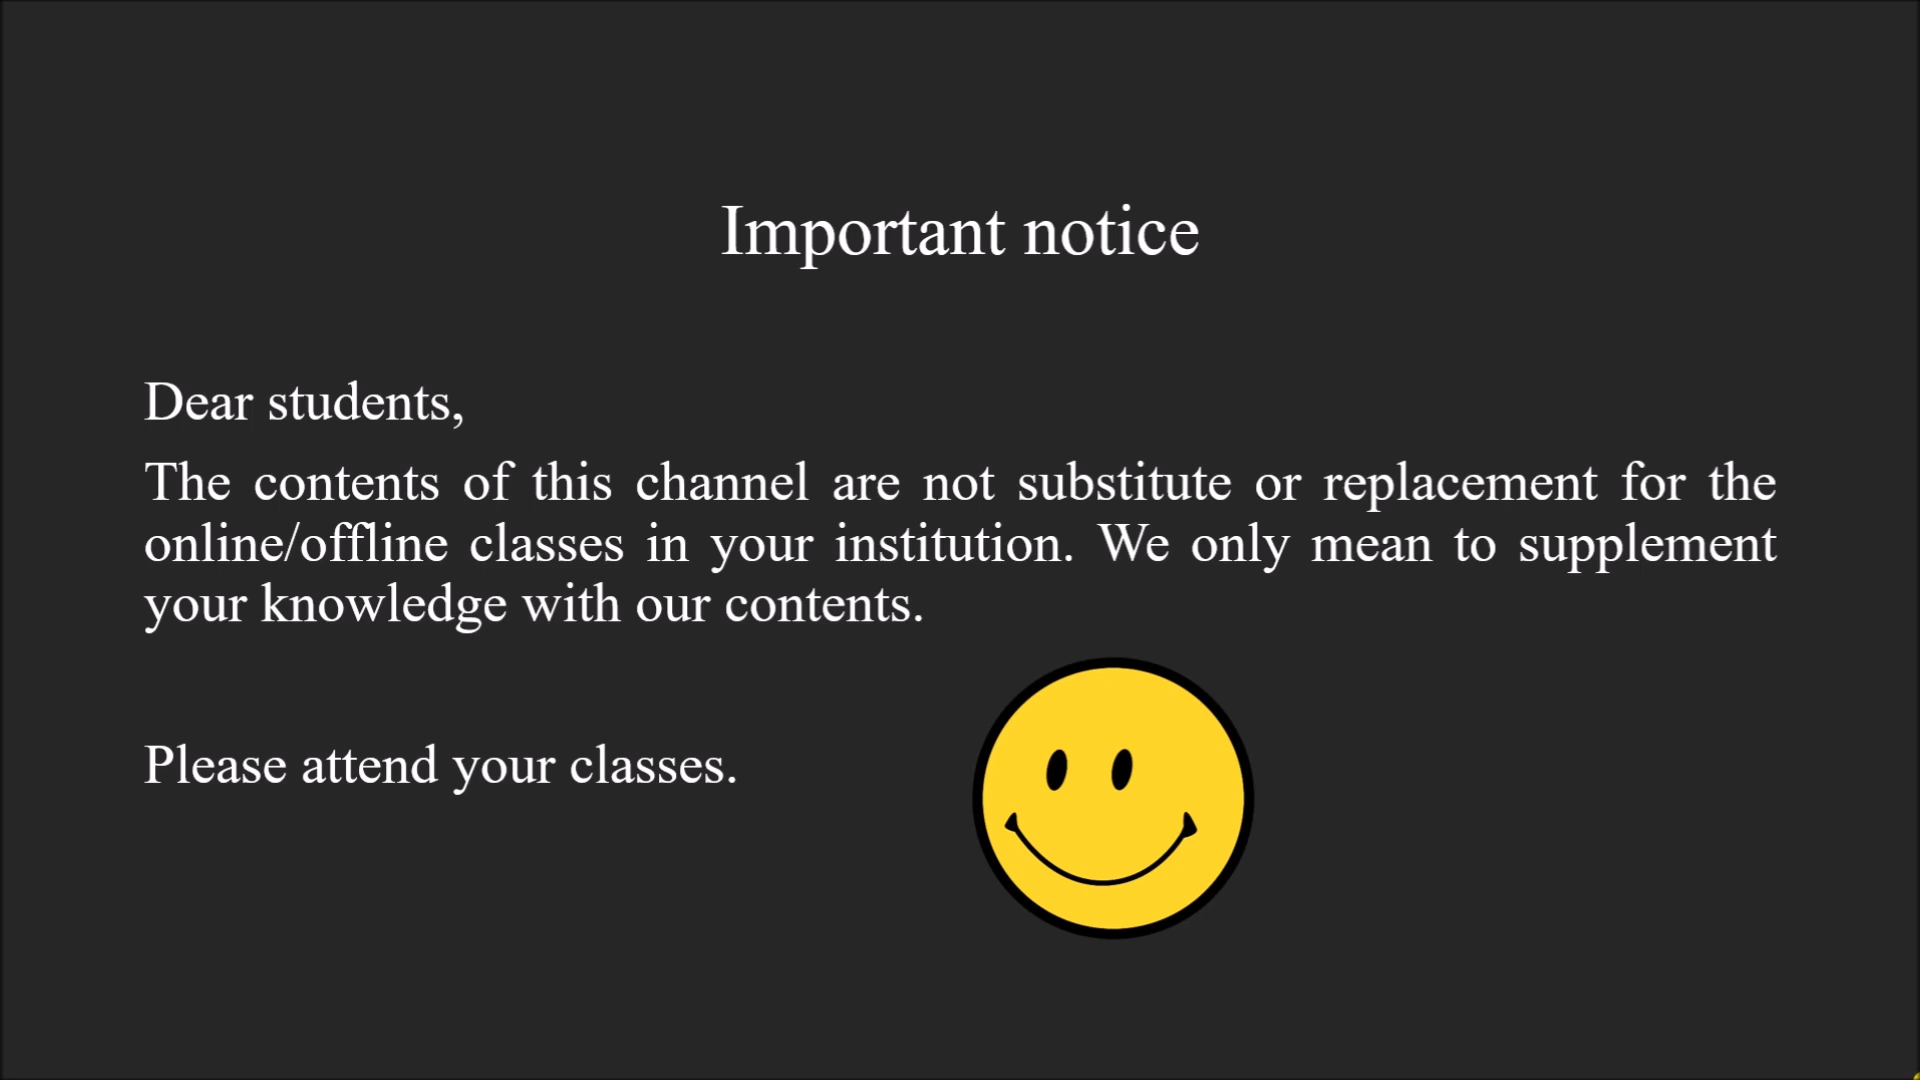 Important notice
Dear students,
The contents of this channel are not substitute or replacement for the
online/offline classes in your institution. We only mean to supplement
your knowledge with our contents.
Please attend your classes.